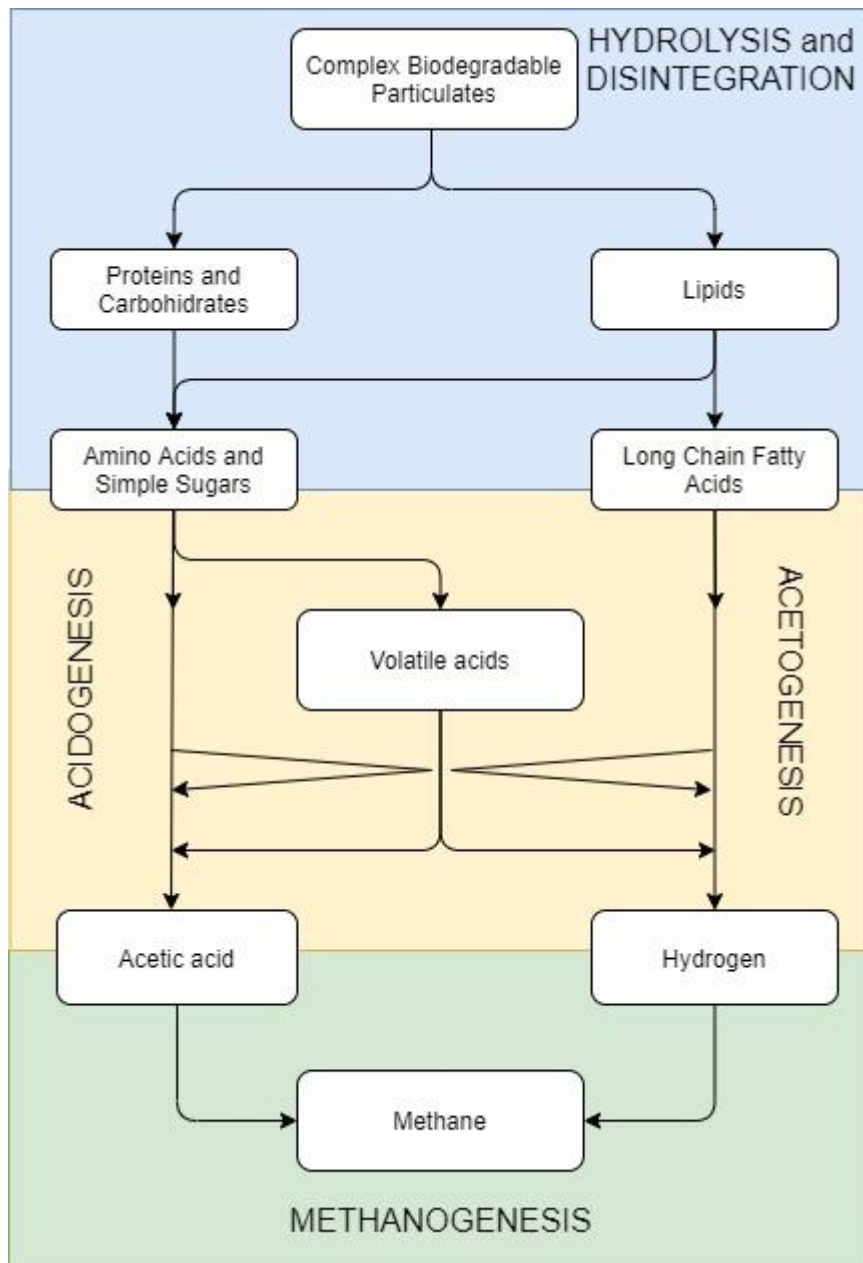 HYDROLYSIS and
DISINTEGRATION
Complex Biodegradable
Particulates
Proteins and
Carbohidrates
Lipids
Amino Acids and
Simple Sugars
Long Chain Fatty
Acids
ACIDOGENESIS
Volatile acids
ACETOGENESIS
Acetic acid
Hydrogen
Methane
METHANOGENESIS